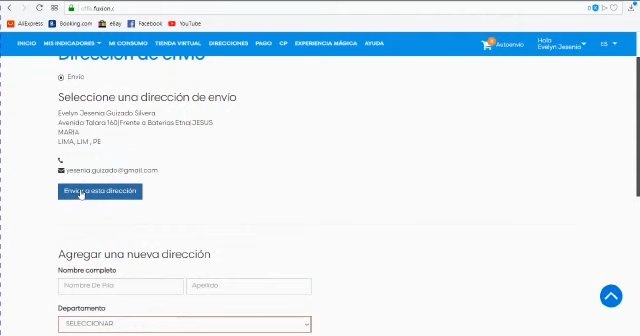 AliExpress Booking.com eBay Facebook YouTube
INICIO MIS INDICADORES MI CONSUMO TIENDA VIRTUAL DIRECCIONES PAGO CP EXPERIENCIA MÁGICA AYUDA Autoenvío Hola ES
Evelyn Jesenia
Dirección de envío
Envío
Seleccione una dirección de envío
Evelyn Jesenia Guizado Silvera
Avenida Talara 160|Frente a Baterias Etna|JESUS
MARIA
LIMA, LIM , PE
yesenia.guizado@gmail.com
Enviar a esta dirección
Agregar una nueva dirección
Nombre completo
Nombre De Pila Apellido
Departamento
SELECCIONAR